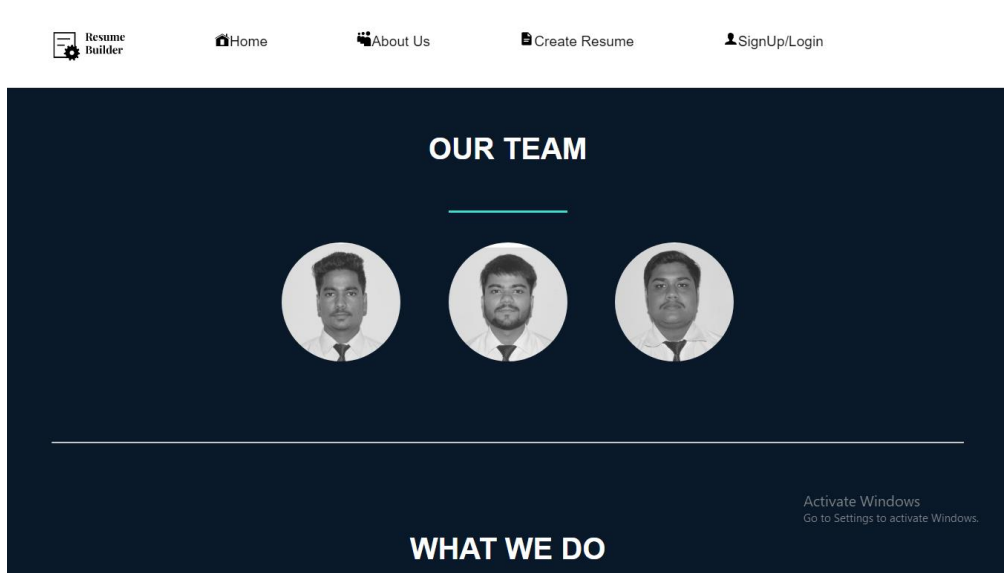 Resume
Builder
Home
About Us
Create Resume
SignUp/Login
OUR TEAM
Activate Windows
Go to Settings to activate Windows.
WHAT WE DO